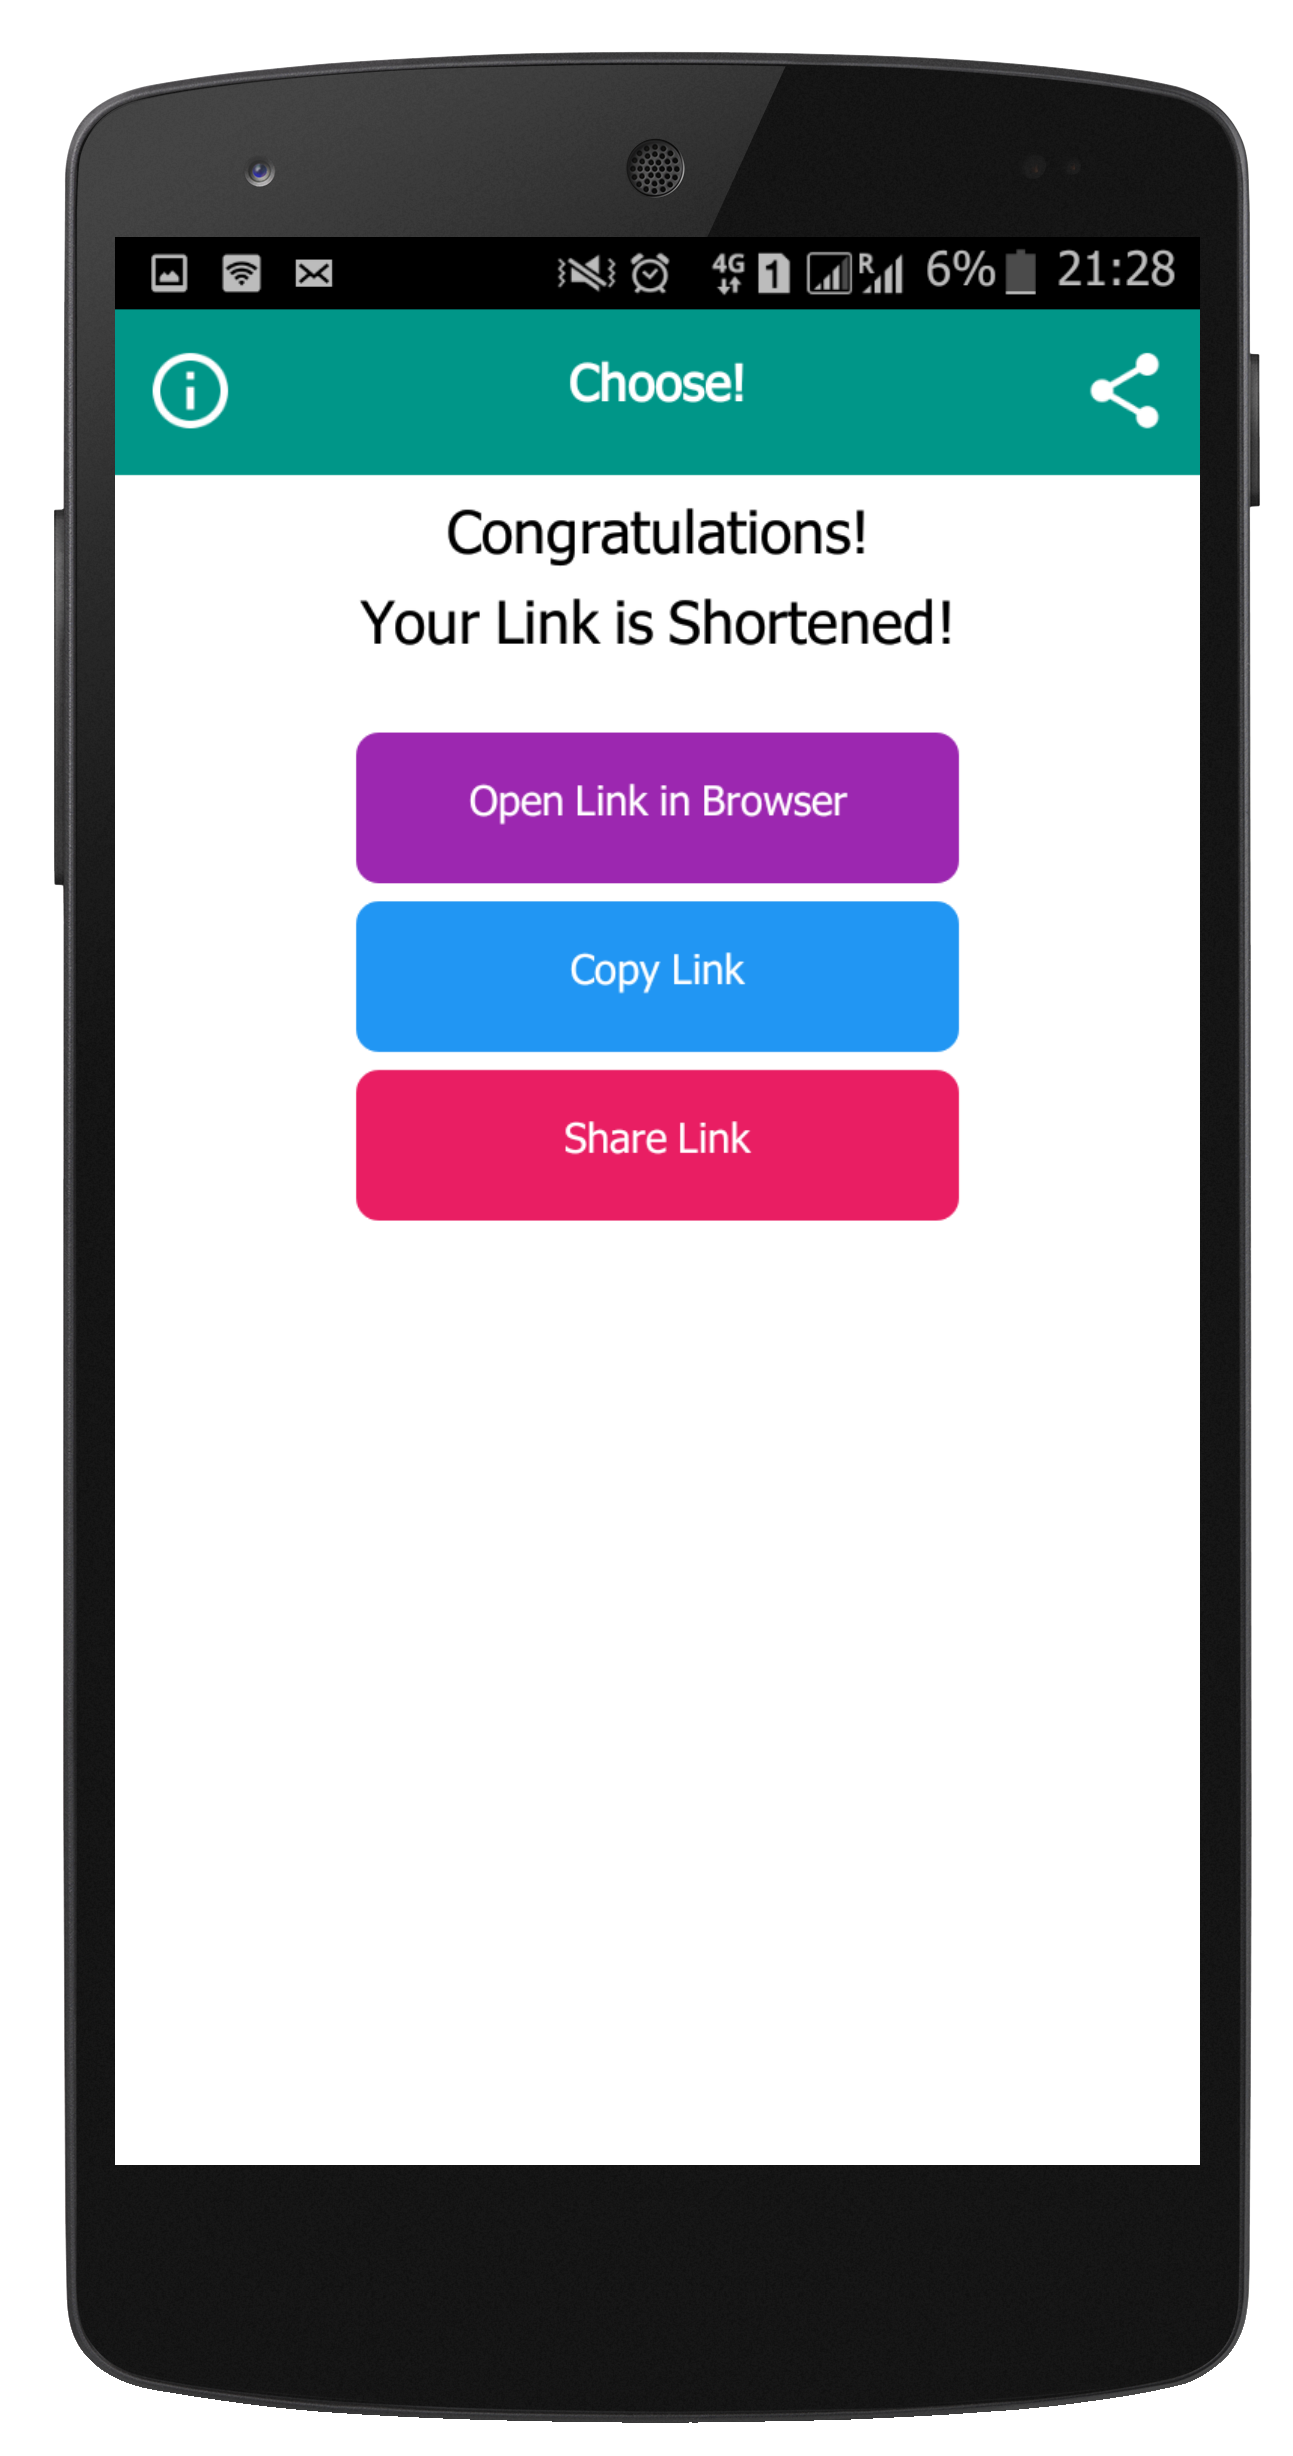 4G 1 R 6% 21:28
Choose!
Congratulations!
Your Link is Shortened!
Open Link in Browser
Copy Link
Share Link